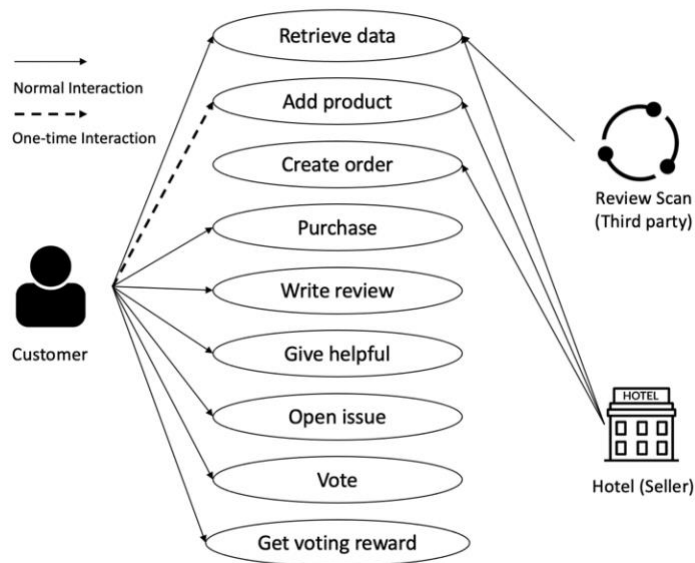 Retrieve data
Normal Interaction
Add product
One-time Interaction
Create order
Review Scan
(Third party)
Purchase
Write review
Customer
Give helpful
HOTEL
Open issue
Vote
Hotel (Seller)
Get voting reward